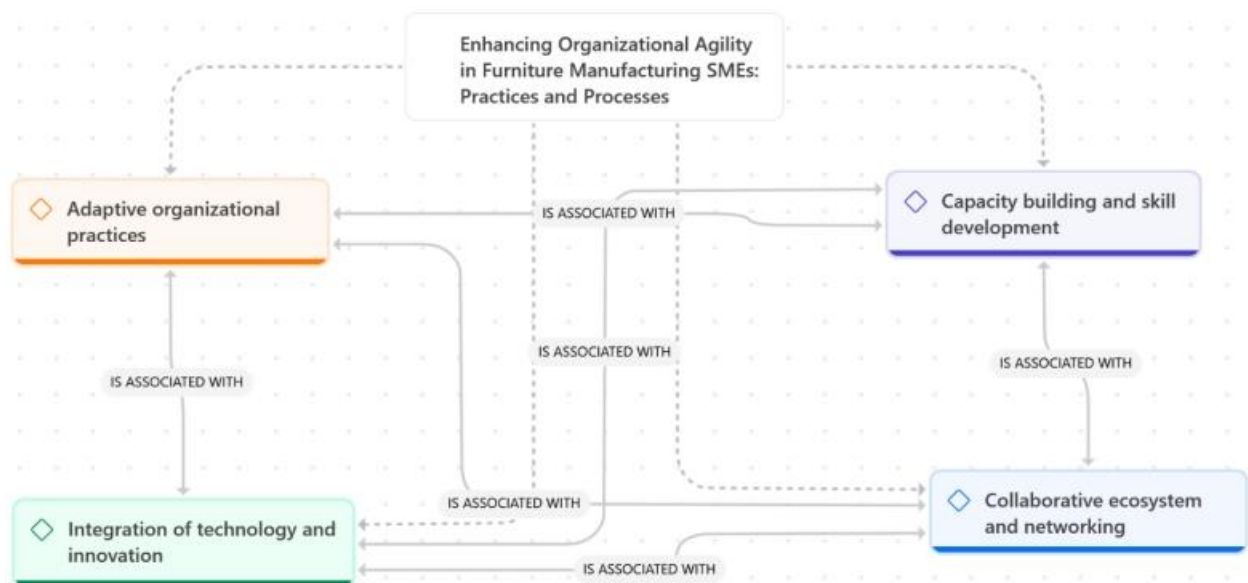 Enhancing Organizational Agility
in Furniture Manufacturing SMEs:
Practices and Processes
Adaptive organizational
practices
IS ASSOCIATED WITH
Capacity building and skill
development
IS ASSOCIATED WITH
IS ASSOCIATED WITH
IS ASSOCIATED WITH
IS ASSOCIATED WITH
Integration of technology and
innovation
Collaborative ecosystem
and networking
IS ASSOCIATED WITH